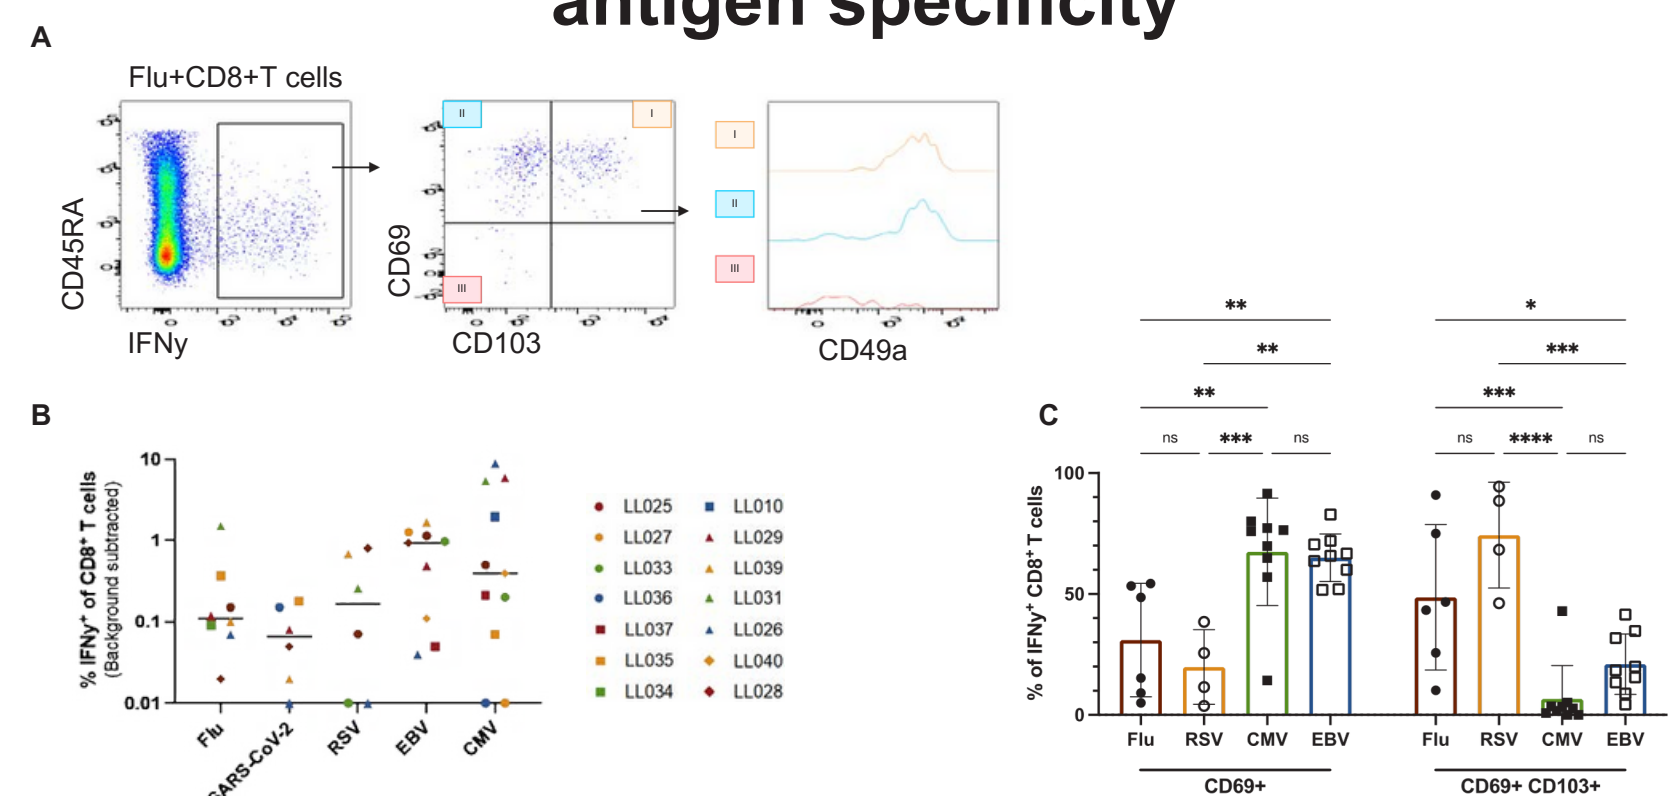 antigen specificity
A
Flu+CD8+T cells
CD45RA
IFNy
II
I
III
CD69
CD103
I
II
III
CD49a
B
% IFNy+ of CD8+ T cells
(Background subtracted)
10
1
0.1
0.01
Flu
SARS-CoV-2
RSV
EBV
CMV
LL025
LL027
LL033
LL036
LL037
LL035
LL034
LL010
LL029
LL039
LL031
LL026
LL040
LL028
C
** *
** ***
** ***
ns *** ns ns **** ns
% of IFNy+ CD8+ T cells
100
50
0
Flu RSV CMV EBV Flu RSV CMV EBV
CD69+ CD69+ CD103+